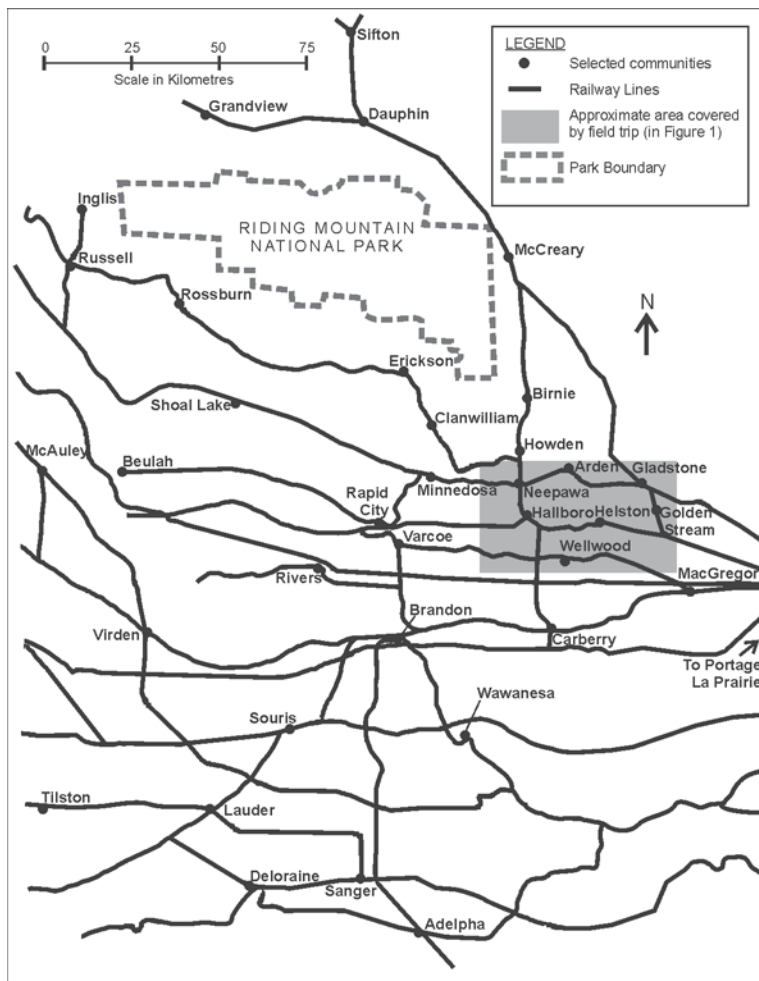 Sifton
0 25 50 75
Scale in Kilometres
LEGEND
Selected communities
Railway Lines
Approximate area covered
by field trip (in Figure 1)
Park Boundary
Grandview
Dauphin
Inglis
RIDING MOUNTAIN
NATIONAL PARK
McCreary
Russell
Rossburn
N
Erickson
Birnie
Shoal Lake
Clanwilliam
Howden
McAuley
Beulah
Arden
Gladstone
Minnedosa
Neepawa
Rapid
City
Hallboro
Helston
Golden
Stream
Varcoe
Wellwood
Rivers
MacGregor
Brandon
Virden
Carberry
To Portage
La Prairie
Wawanesa
Souris
Tilston
Lauder
Deloraine
Sanger
Adelpha